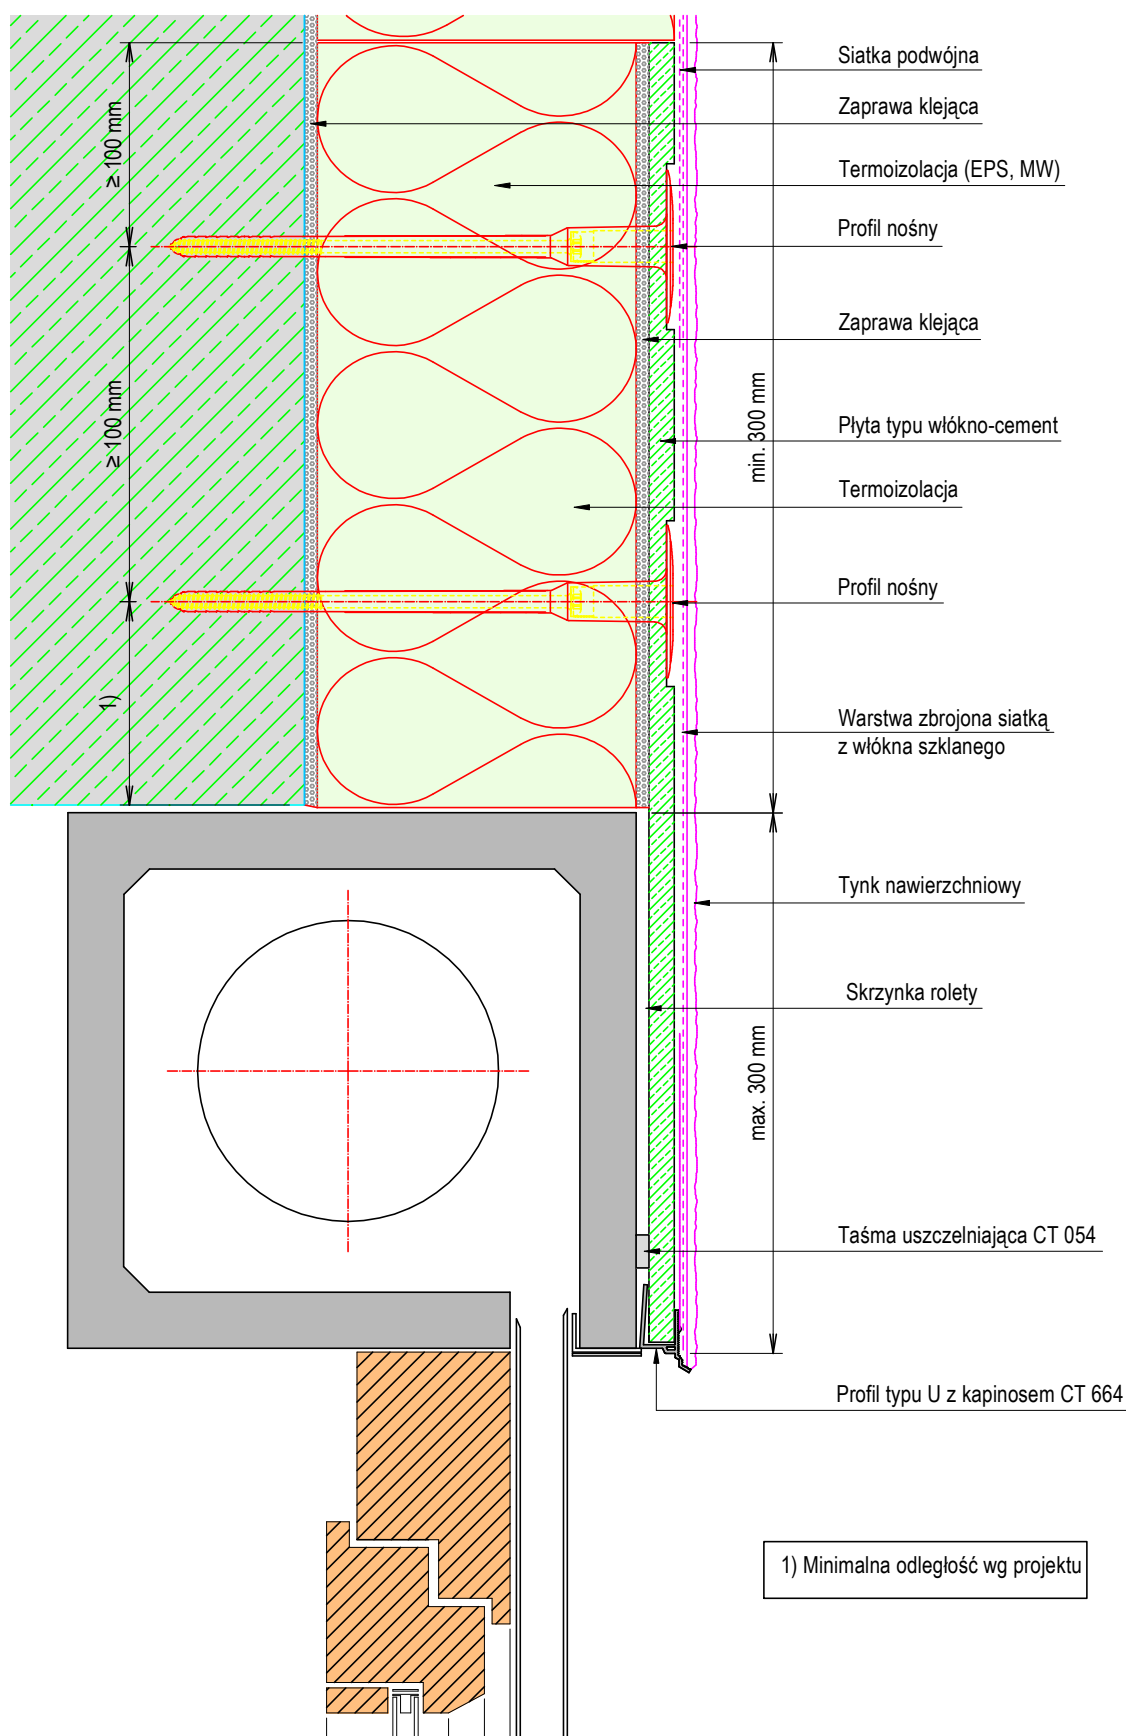 Siatka podwójna
Zaprawa klejąca
Termoizolacja (EPS, MW)
Profil nośny
Zaprawa klejąca
Płyta typu włókno-cement
Termoizolacja
Profil nośny
Warstwa zbrojona siatką
z włókna szklanego
Tynk nawierzchniowy
Skrzynka rolety
Taśma uszczelniająca CT 054
Profil typu U z kapinosem CT 664
≥ 100 mm
≥ 100 mm
1)
min. 300 mm
max. 300 mm
1) Minimalna odległość wg projektu